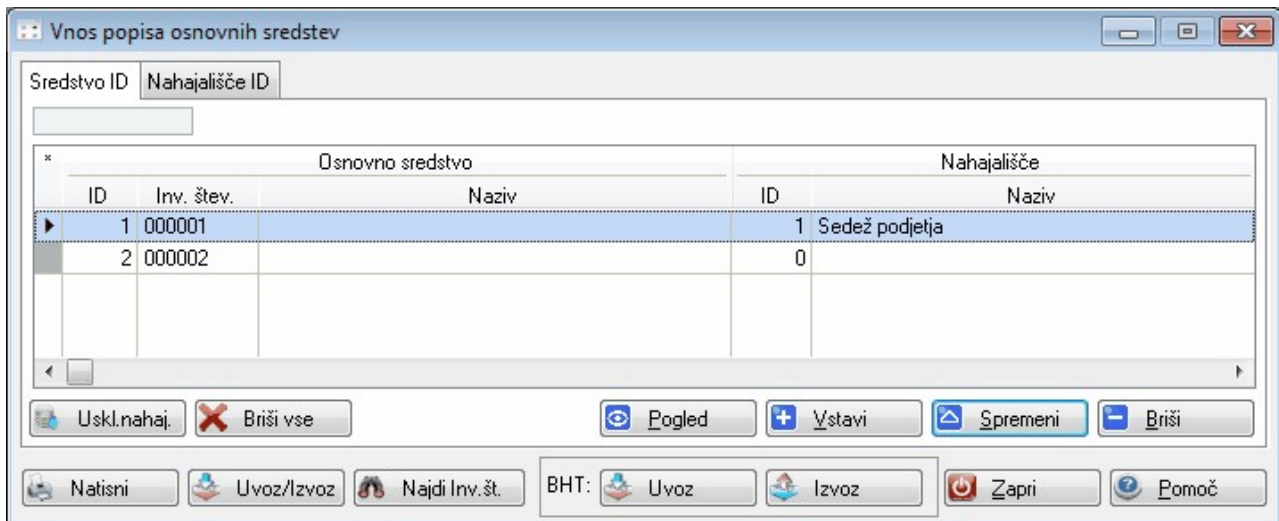 Vnos popisa osnovnih sredstev
Sredstvo ID Nahajališče ID
* Osnovno sredstvo Nahajališče
ID Inv. štev. Naziv ID Naziv
1 000001 1 Sedež podjetja
2 000002 0
Uskl.nahaj. Briši vse Pogled Vstavi Spremeni Briši
Natisni Uvoz/Izvoz Najdi Inv.št. BHT: Uvoz Izvoz Zapri Pomoč